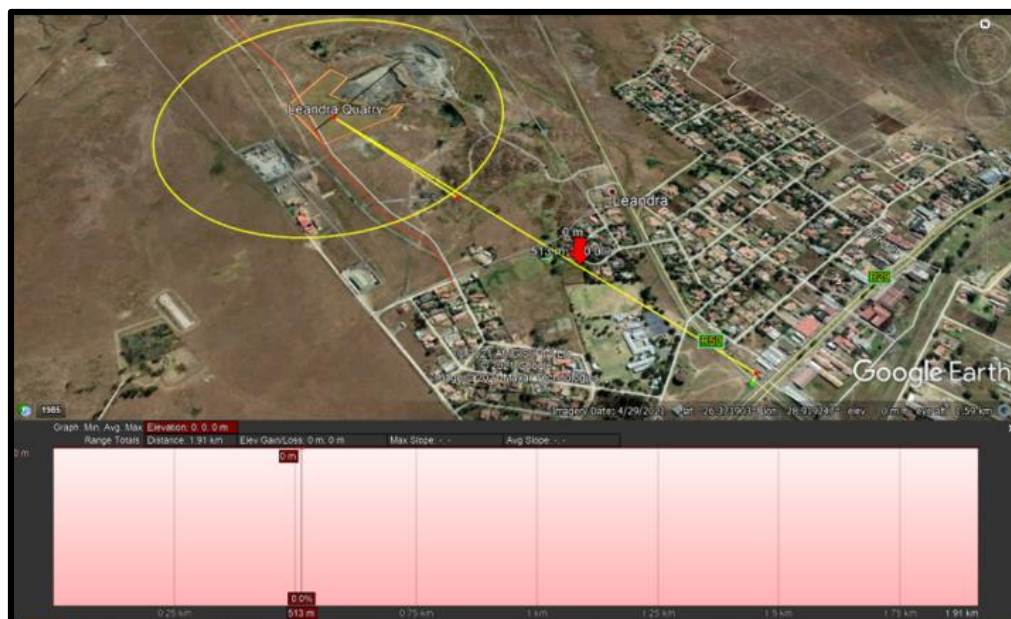 N
Leandra Quarry
Leandra
0 m
513 m
R29
R50
Google Earth
1985
Imagery Date: 4/29/2021
Graph: Min, Avg, Max Elevation: 0, 0, 0 m
Range Totals: Distance: 1.91 km Elev Gain/Loss: 0 m, 0 m Max Slope: -, - Avg Slope: -, -
0 m
0 m
0.0%
0.25 km 513 m 0.75 km 1 km 1.25 km 1.5 km 1.75 km 1.91 km